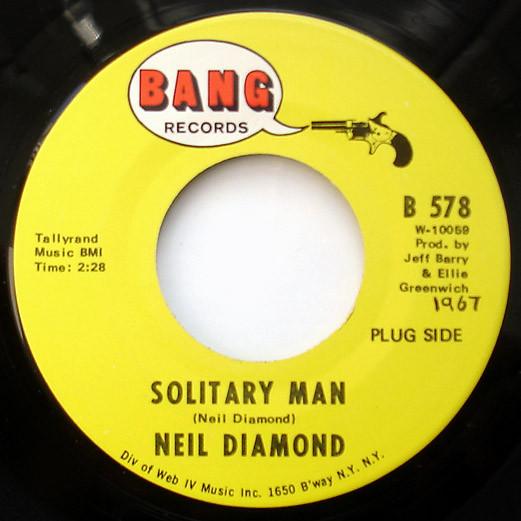 BANG
RECORDS
B 578
W-10059
Prod. by
Jeff Barry
& Ellie
Greenwich
1967
Tallyrand
Music BMI
Time: 2:28
PLUG SIDE
SOLITARY MAN
(Neil Diamond)
NEIL DIAMOND
Div of Web IV Music Inc. 1650 B'way N.Y. N.Y.